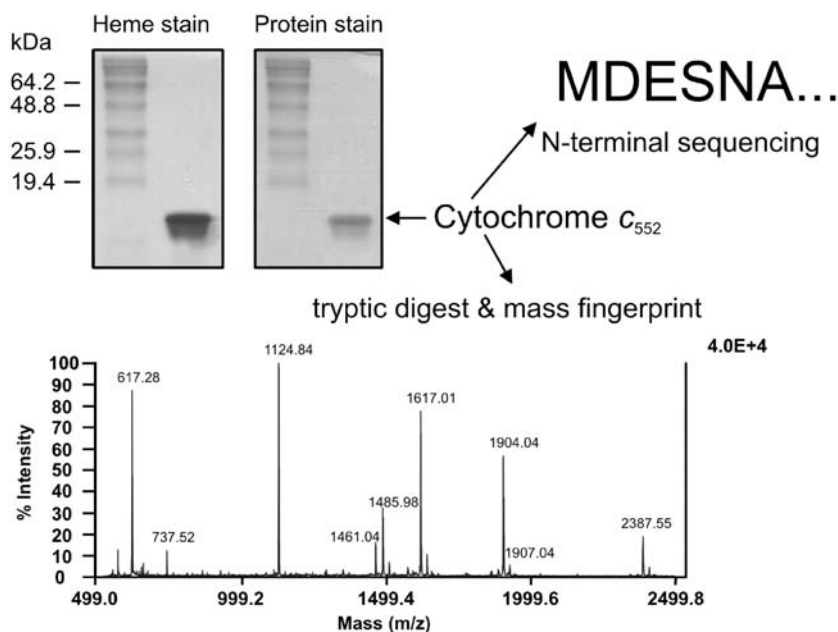 Heme stain
Protein stain
kDa
64.2
48.8
25.9
19.4
MDESNA...
N-terminal sequencing
Cytochrome c552
tryptic digest & mass fingerprint
4.0E+4
% Intensity
100
90
80
70
60
50
40
30
20
10
0
617.28
737.52
1124.84
1461.04
1485.98
1617.01
1904.04
1907.04
2387.55
499.0
999.2
1499.4
1999.6
2499.8
Mass (m/z)